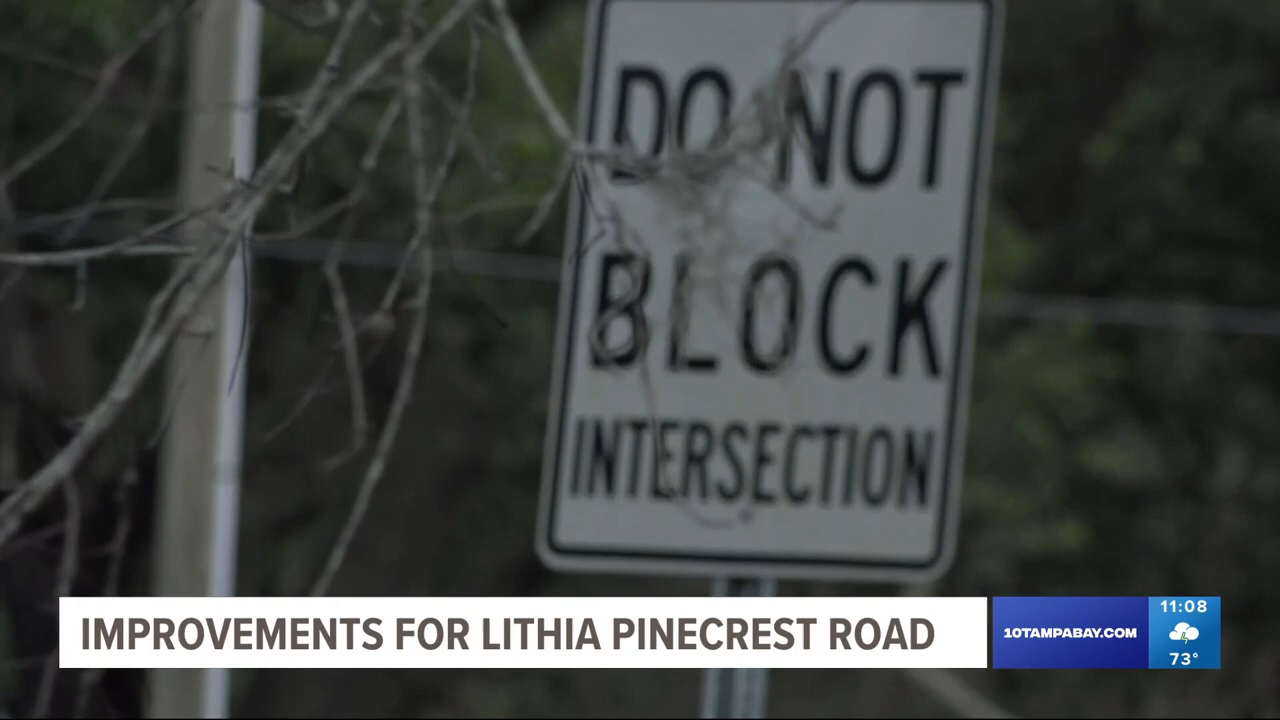 DO NOT
BLOCK
INTERSECTION
IMPROVEMENTS FOR LITHIA PINECREST ROAD
10TAMPABAY.COM
11:08
73°